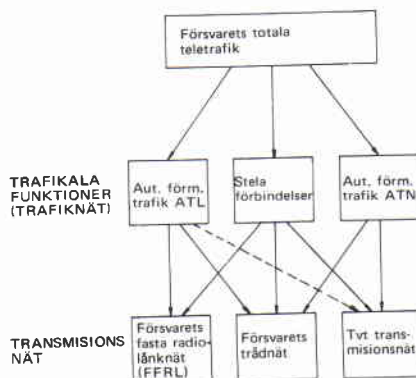 Försvarets totala
teletrafik
TRAFIKALA
FUNKTIONER
(TRAFIKNÄT)
Aut. förm.
trafik ATL
Stela
förbindelser
Aut. förm.
trafik ATN
TRANSMISIONS
NÄT
Försvarets
fasta radio-
lånknät
(FFRL)
Försvarets
trådnät
Tvt trans-
misionsnät